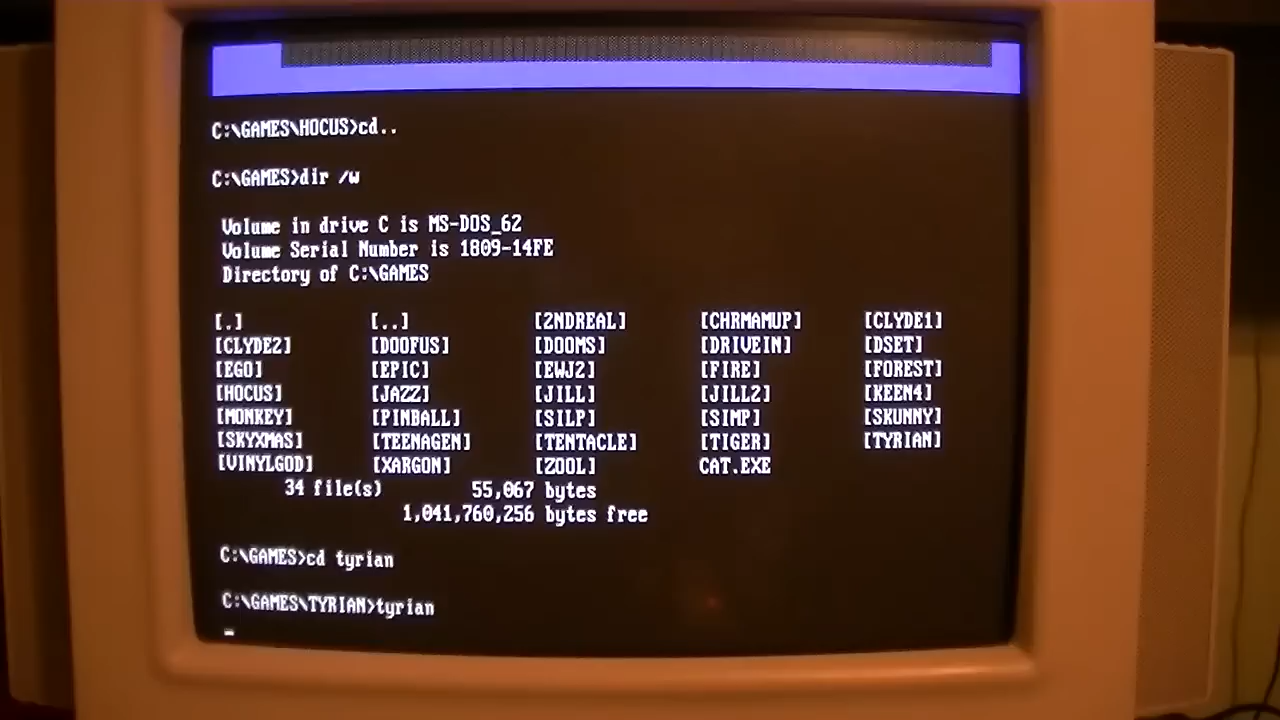 C:\GAMES\HOCUS>cd..
C:\GAMES>dir /w
Volume in drive C is MS-DOS_62
Volume Serial Number is 1809-14FE
Directory of C:\GAMES
[.] [..] [2NDREAL] [CHRMAMUP] [CLYDE1]
[CLYDE2] [DOOFUS] [DOOMS] [DRIVEIN] [DSET]
[EGO] [EPIC] [EWJ2] [FIRE] [FOREST]
[HOCUS] [JAZZ] [JILL] [JILL2] [KEEN4]
[MONKEY] [PINBALL] [SILP] [SIMP] [SKUNNY]
[SKYXMAS] [TEENAGEN] [TENTACLE] [TIGER] [TYRIAN]
[VINYLGOD] [XARGON] [ZOOL] CAT.EXE
34 file(s) 55,067 bytes
1,041,760,256 bytes free
C:\GAMES>cd tyrian
C:\GAMES\TYRIAN>tyrian